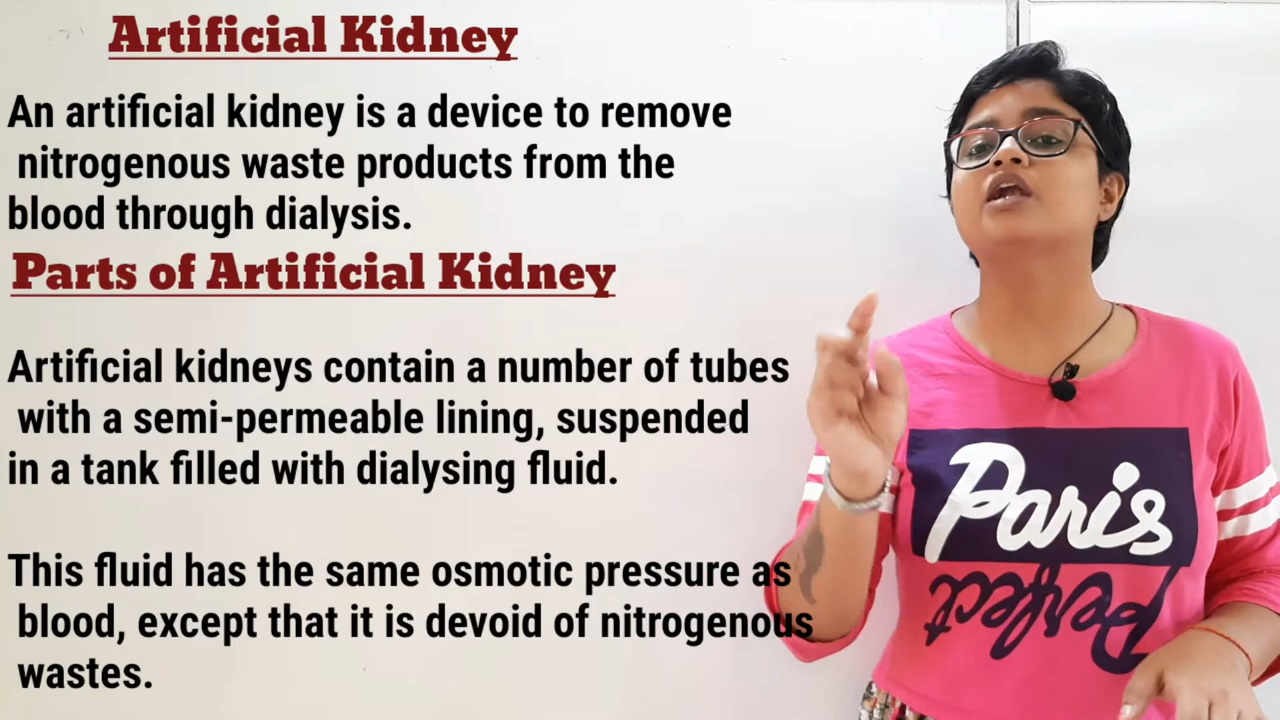 Artificial Kidney
An artificial kidney is a device to remove
nitrogenous waste products from the
blood through dialysis.
Parts of Artificial Kidney
Artificial kidneys contain a number of tubes
with a semi-permeable lining, suspended
in a tank filled with dialysing fluid.
This fluid has the same osmotic pressure as
blood, except that it is devoid of nitrogenous
wastes.
Paris
Perfect